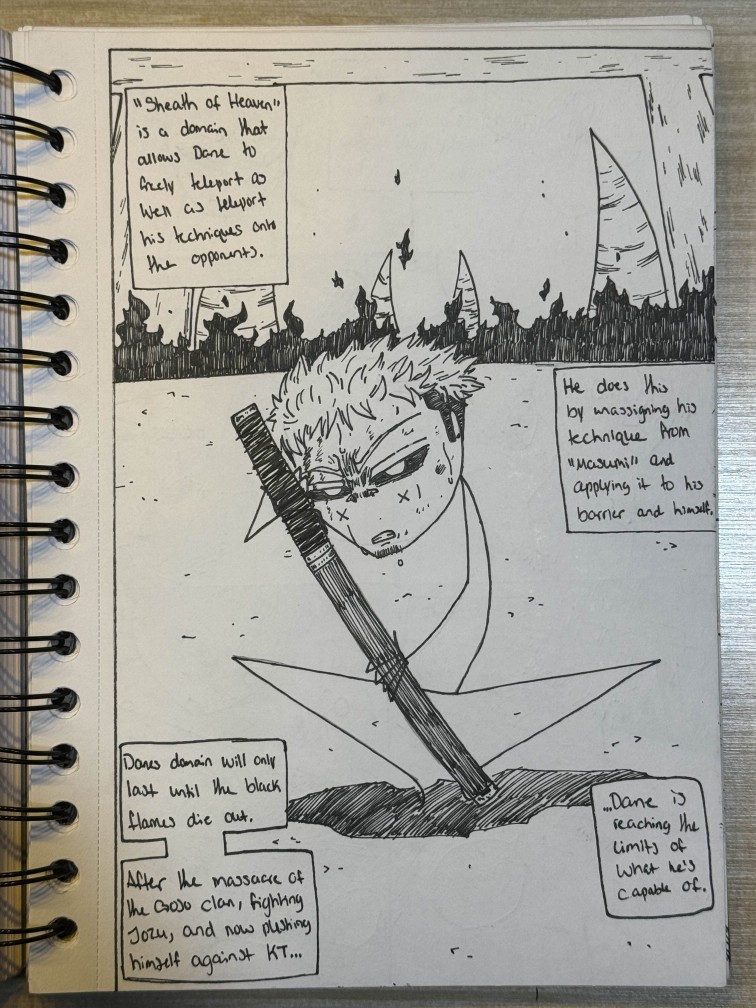 "Sheath of Heaven"
is a domain that
allows Dane to
freely teleport as
well as teleport
his techniques onto
the opponents.
He does this
by unassigning his
technique from
"Masumi" and
applying it to his
barrier and himself.
Danes domain will only
last until the black
flames die out.
After the massacre of
the Gojo clan, fighting
Jozu, and now pushing
himself against KT...
...Dane is
reaching the
limits of
what he's
capable of.